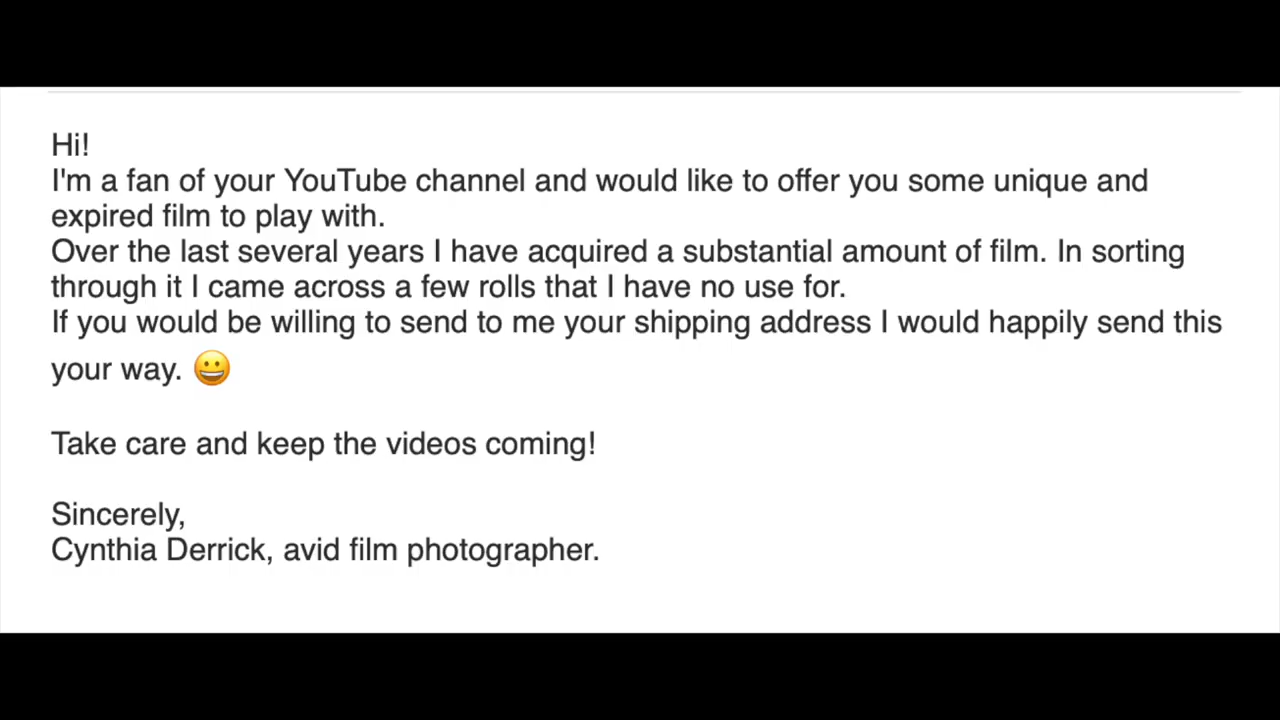 Hi!
I'm a fan of your YouTube channel and would like to offer you some unique and
expired film to play with.
Over the last several years I have acquired a substantial amount of film. In sorting
through it I came across a few rolls that I have no use for.
If you would be willing to send to me your shipping address I would happily send this
your way. 😀
Take care and keep the videos coming!
Sincerely,
Cynthia Derrick, avid film photographer.